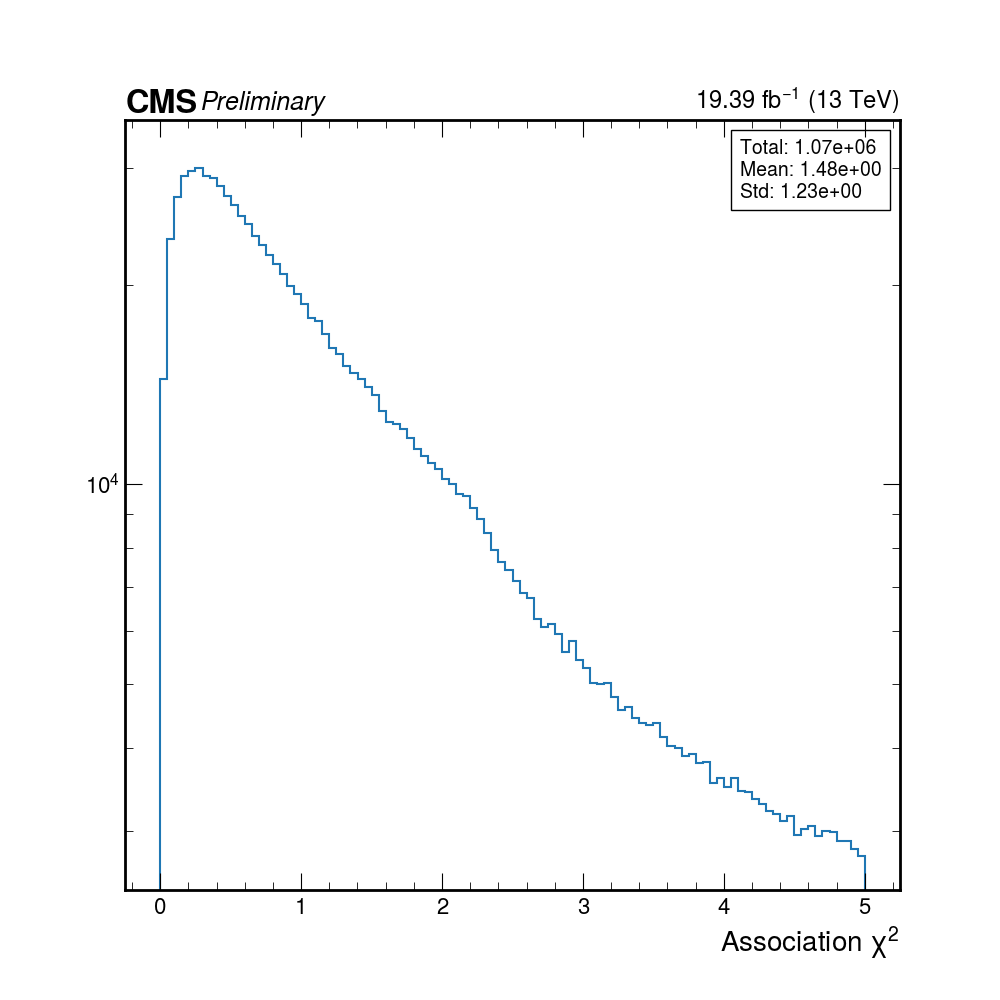 CMS Preliminary
19.39 fb⁻¹ (13 TeV)
Total: 1.07e+06
Mean: 1.48e+00
Std: 1.23e+00
10⁴
0 1 2 3 4 5
Association χ²